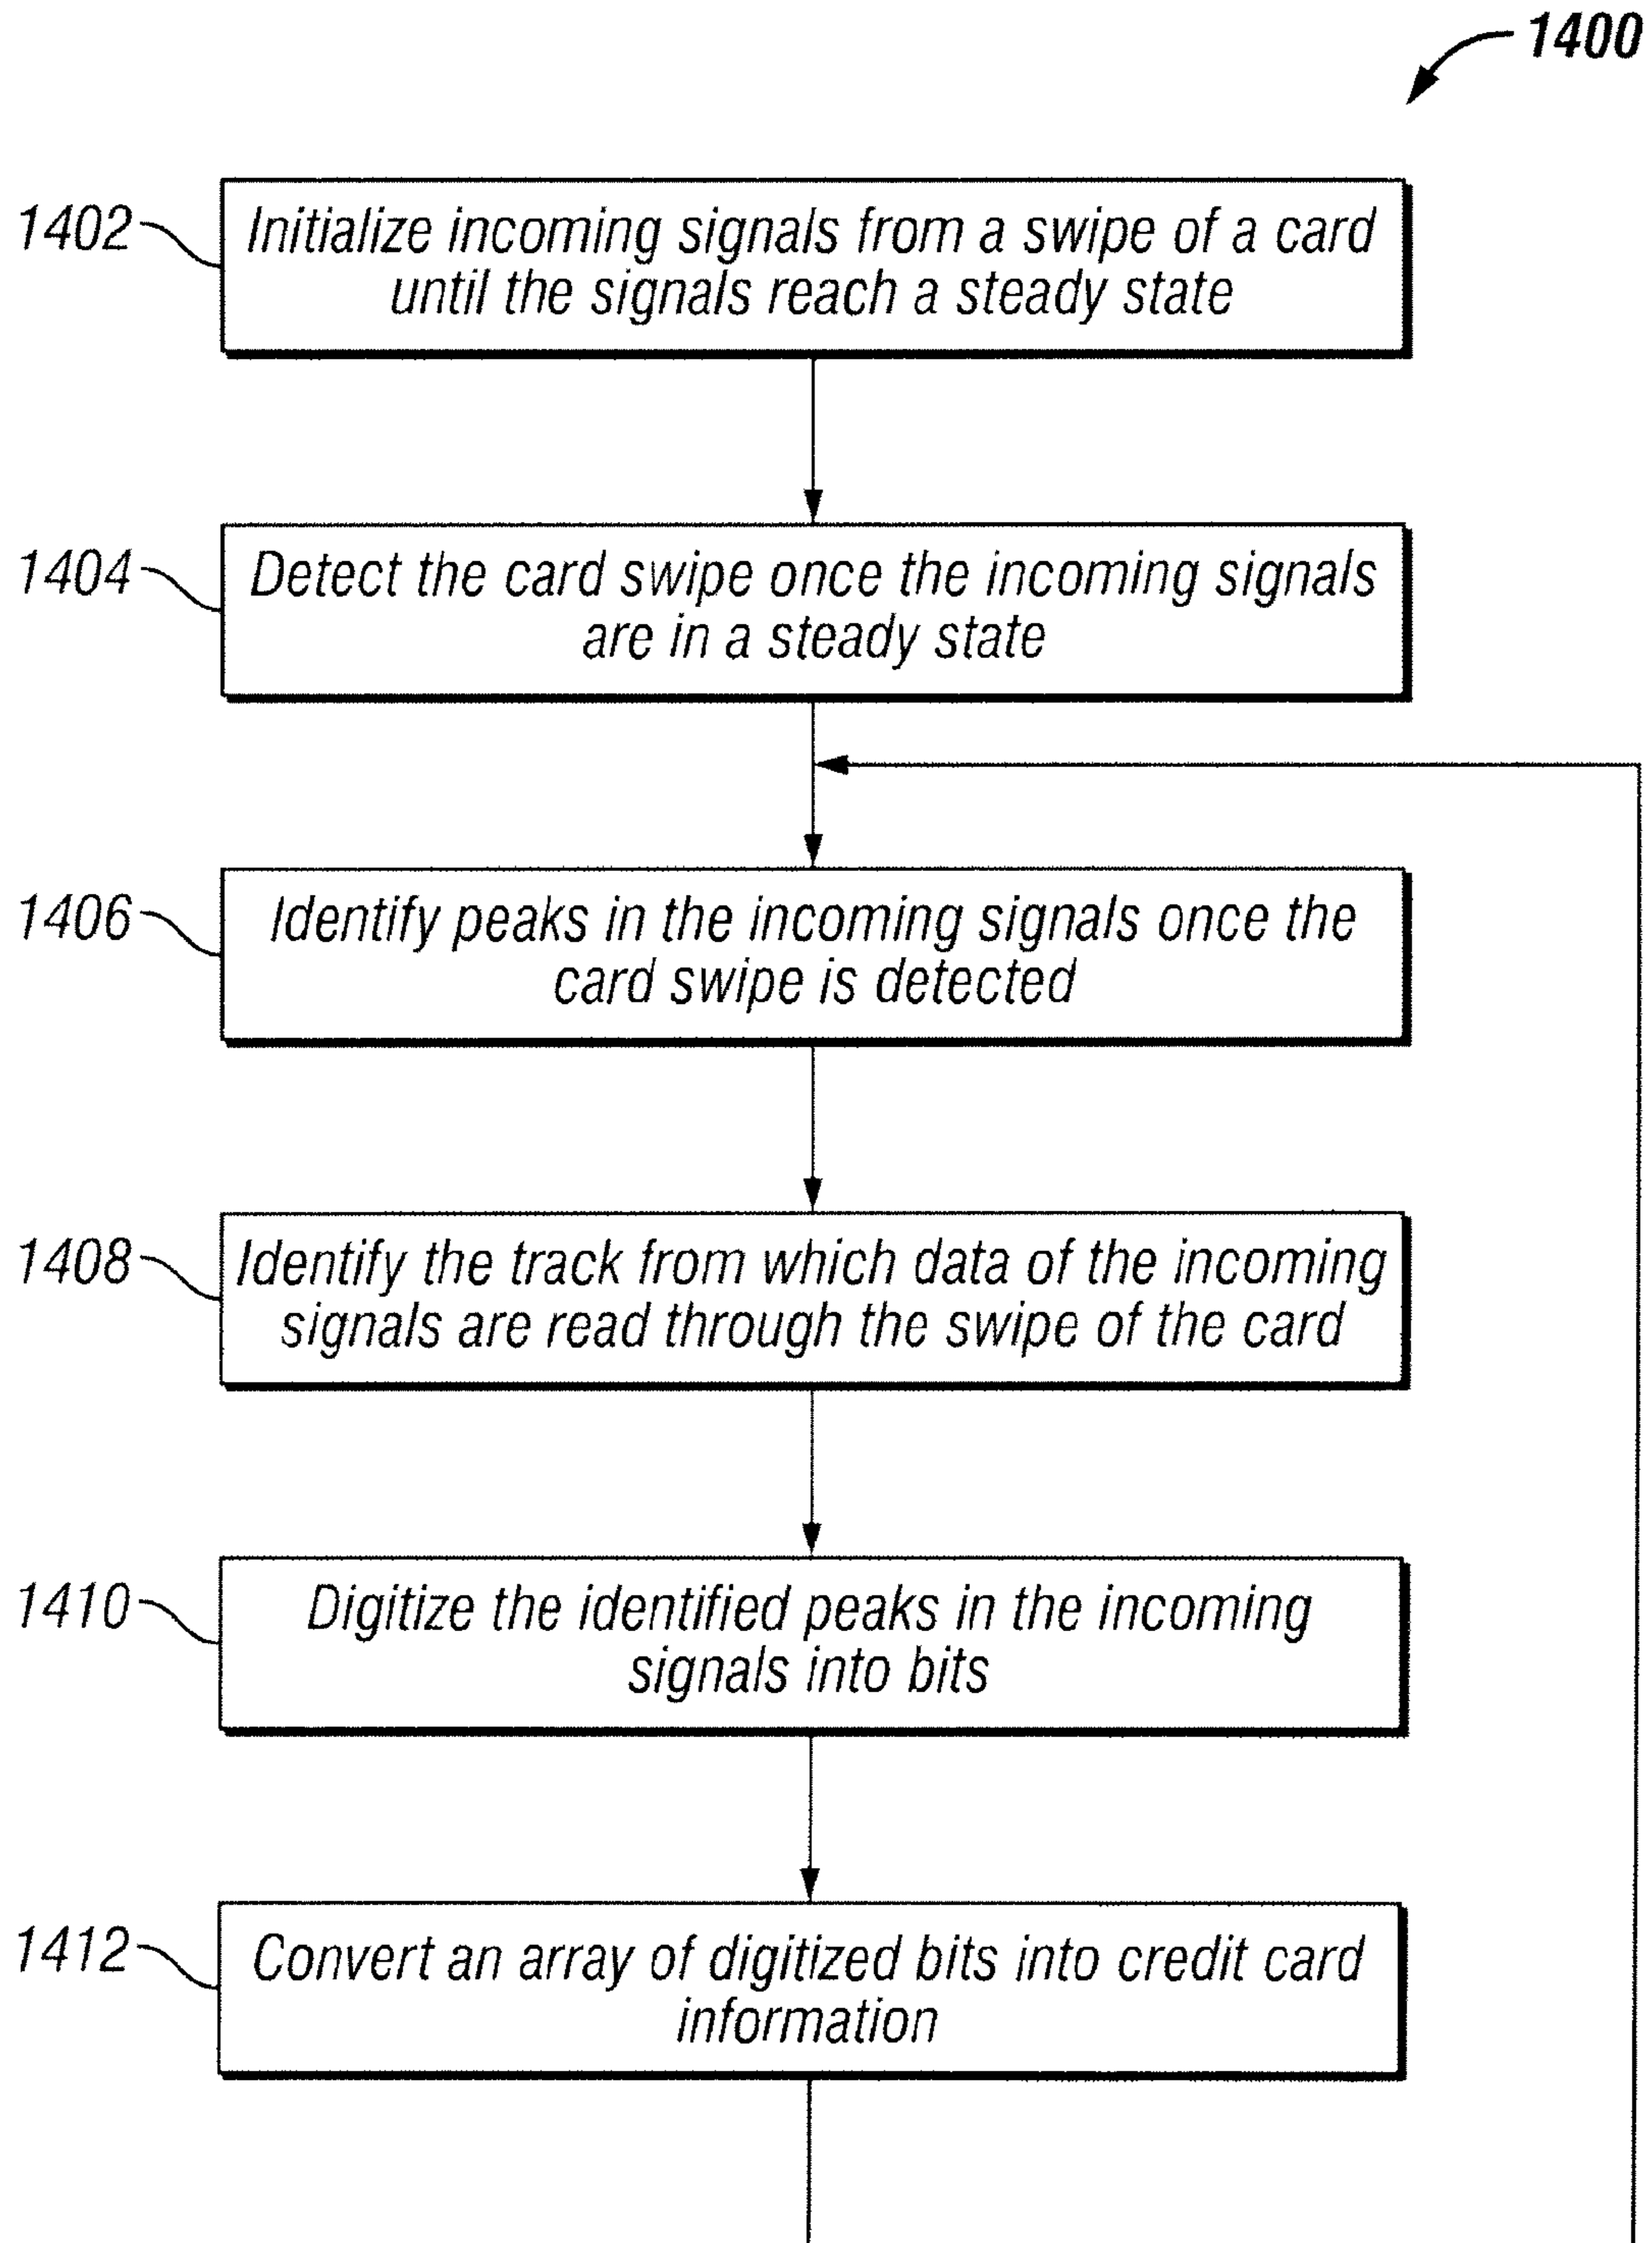 1400
1402
Initialize incoming signals from a swipe of a card
until the signals reach a steady state
1404
Detect the card swipe once the incoming signals
are in a steady state
1406
Identify peaks in the incoming signals once the
card swipe is detected
1408
Identify the track from which data of the incoming
signals are read through the swipe of the card
1410
Digitize the identified peaks in the incoming
signals into bits
1412
Convert an array of digitized bits into credit card
information